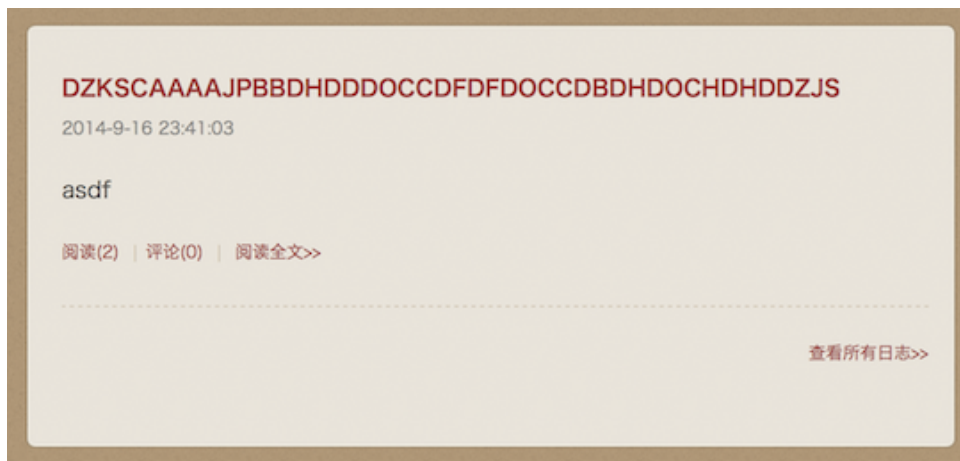 DZKSCAAAAJPBBDHDDDOCCDFDFDOCCDBDHDOCHDHDDZJS
2014-9-16 23:41:03
asdf
阅读(2) | 评论(0) | 阅读全文>>
查看所有日志>>